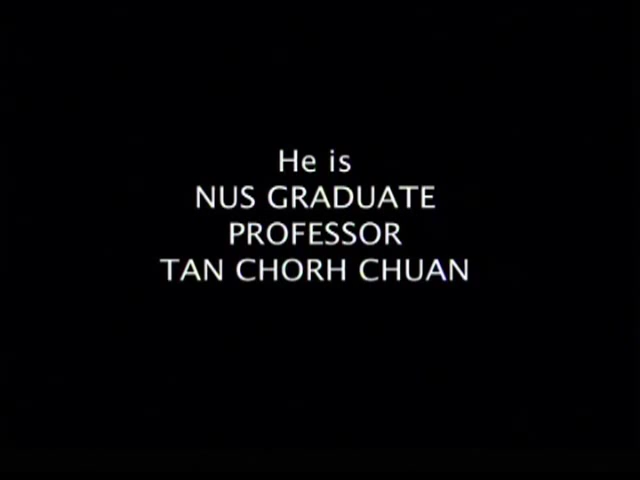 He is
NUS GRADUATE
PROFESSOR
TAN CHORH CHUAN